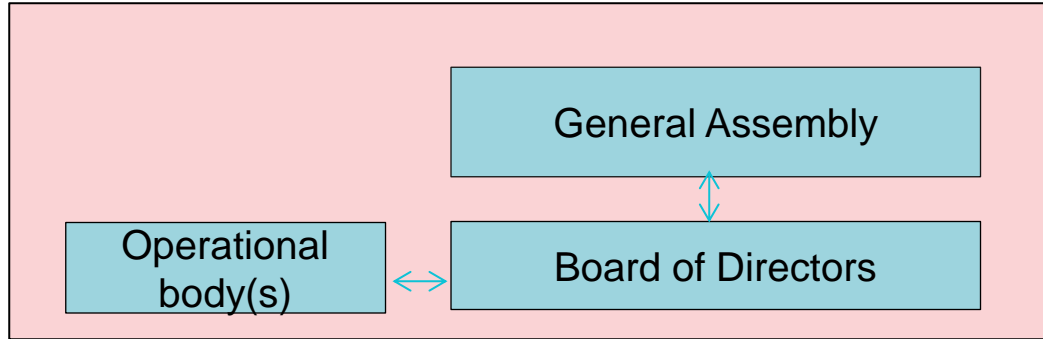 General Assembly
Operational
body(s)
Board of Directors